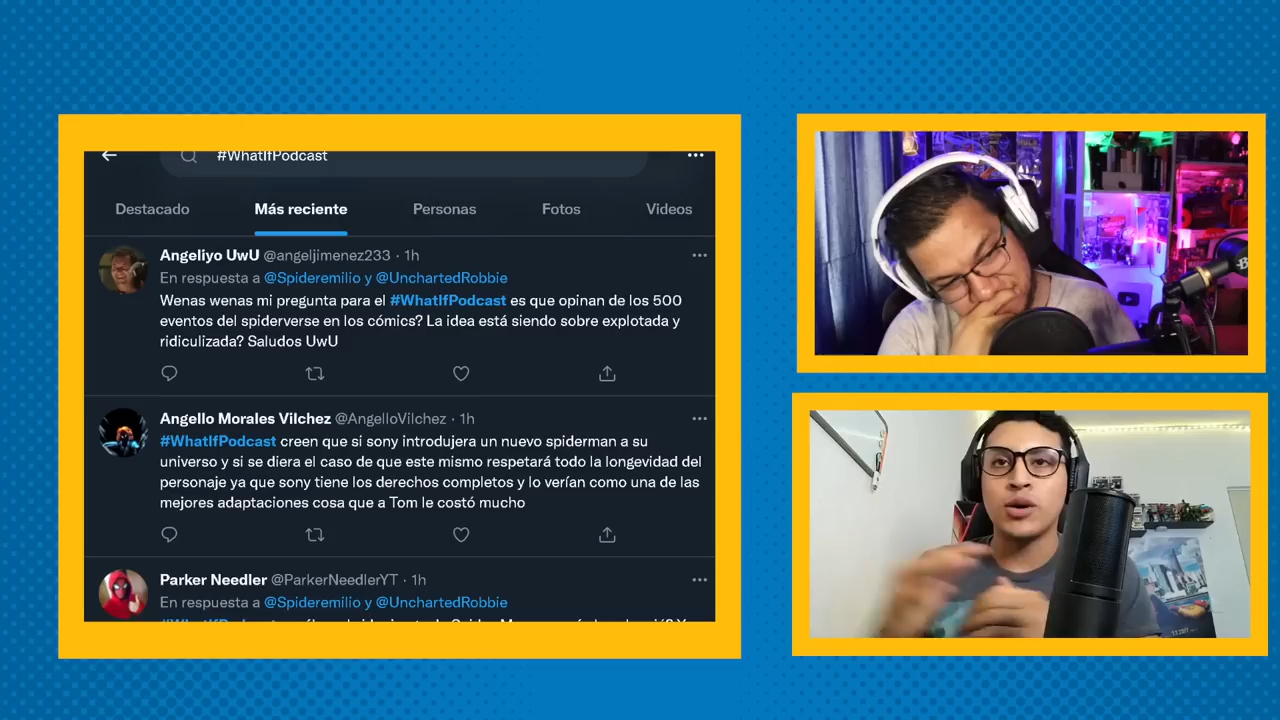 #WhatIfPodcast
Destacado Más reciente Personas Fotos Videos
Angeliyo UwU @angeljimenez233 · 1h
En respuesta a @Spideremilio y @UnchartedRobbie
Wenas wenas mi pregunta para el #WhatIfPodcast es que opinan de los 500
eventos del spiderverse en los cómics? La idea está siendo sobre explotada y
ridiculizada? Saludos UwU
Angello Morales Vilchez @AngelloVilchez · 1h
#WhatIfPodcast creen que si sony introdujera un nuevo spiderman a su
universo y si se diera el caso de que este mismo respetará todo la longevidad del
personaje ya que sony tiene los derechos completos y lo verían como una de las
mejores adaptaciones cosa que a Tom le costó mucho
Parker Needler @ParkerNeedlerYT · 1h
En respuesta a @Spideremilio y @UnchartedRobbie